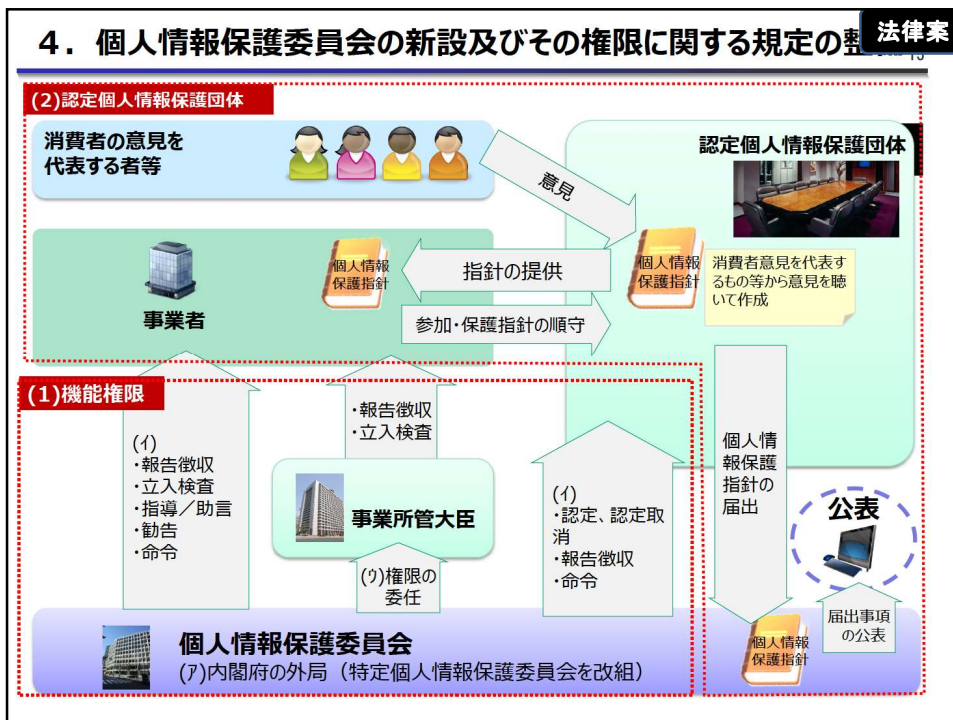 法律案
4．個人情報保護委員会の新設及びその権限に関する規定の整
(2)認定個人情報保護団体
消費者の意見を
代表する者等
意見
認定個人情報保護団体
事業者
個人情報
保護指針
指針の提供
参加・保護指針の順守
個人情報
保護指針
消費者意見を代表す
るもの等から意見を聴
いて作成
(1)機能権限
(ｲ)
・報告徴収
・立入検査
・指導／助言
・勧告
・命令
・報告徴収
・立入検査
事業所管大臣
(ｳ)権限の
委任
(ｲ)
・認定、認定取
消
・報告徴収
・命令
個人情
報保護
指針の
届出
公表
届出事項
の公表
個人情報
保護指針
個人情報保護委員会
(ｱ)内閣府の外局（特定個人情報保護委員会を改組）